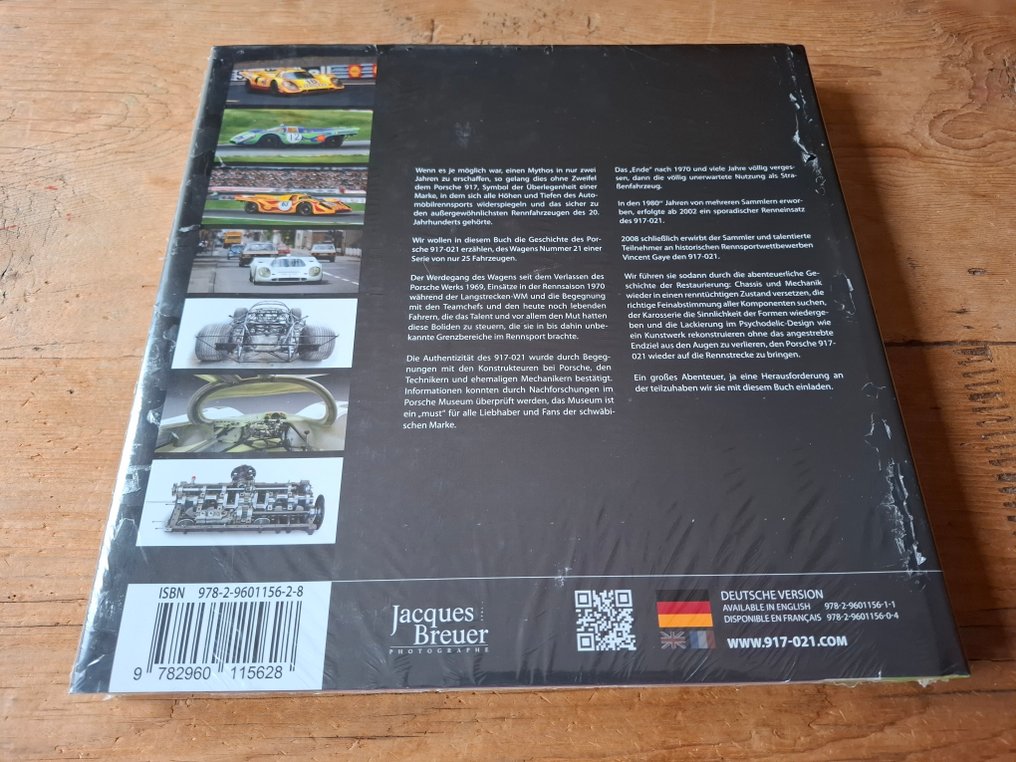 Wenn es je möglich war, einen Mythos in nur zwei
Jahren zu erschaffen, so gelang dies ohne Zweifel
dem Porsche 917, Symbol der Überlegenheit einer
Marke, in dem sich alle Höhen und Tiefen des Auto-
mobilrennsports widerspiegeln und das sicher zu
den außergewöhnlichsten Rennfahrzeugen des 20.
Jahrhunderts gehörte.
Wir wollen in diesem Buch die Geschichte des Por-
sche 917-021 erzählen, des Wagens Nummer 21 einer
Serie von nur 25 Fahrzeugen.
Der Werdegang des Wagens seit dem Verlassen des
Porsche Werks 1969, Einsätze in der Rennsaison 1970
während der Langstrecken-WM und die Begegnung
mit den Teamchefs und den heute noch lebenden
Fahrern, die das Talent und vor allem den Mut hatten
diese Boliden zu steuern, die sie in bis dahin unbe-
kannte Grenzbereiche im Rennsport brachte.
Die Authentizität des 917-021 wurde durch Begeg-
nungen mit den Konstrukteuren bei Porsche, den
Technikern und ehemaligen Mechanikern bestätigt.
Informationen konnten durch Nachforschungen im
Porsche Museum überprüft werden, das Museum ist
ein „must“ für alle Liebhaber und Fans der schwäbi-
schen Marke.
Das „Ende“ nach 1970 und viele Jahre völlig verges-
sen, dann die völlig unerwartete Nutzung als Stra-
ßenfahrzeug.
In den 1980er Jahren von mehreren Sammlern erwor-
ben, erfolgte ab 2002 ein sporadischer Renneinsatz
des 917-021.
2008 schließlich erwirbt der Sammler und talentierte
Teilnehmer an historischen Rennsportwettbewerben
Vincent Gaye den 917-021.
Wir führen sie sodann durch die abenteuerliche Ge-
schichte der Restaurierung: Chassis und Mechanik
wieder in einen renntüchtigen Zustand versetzen, die
richtige Feinabstimmung aller Komponenten suchen,
der Karosserie die Sinnlichkeit der Formen wiederge-
ben und die Lackierung im Psychodelic-Design wie
ein Kunstwerk rekonstruieren ohne das angestrebte
Endziel aus den Augen zu verlieren, den Porsche 917-
021 wieder auf die Rennstrecke zu bringen.
Ein großes Abenteuer, ja eine Herausforderung an
der teilzuhaben wir sie mit diesem Buch einladen.
12
ISBN 978-2-9601156-2-8
9 782960 115628
Jacques
Breuer
PHOTOGRAPHE
DEUTSCHE VERSION
AVAILABLE IN ENGLISH 978-2-9601156-1-1
DISPONIBLE EN FRANÇAIS 978-2-9601156-0-4
WWW.917-021.COM